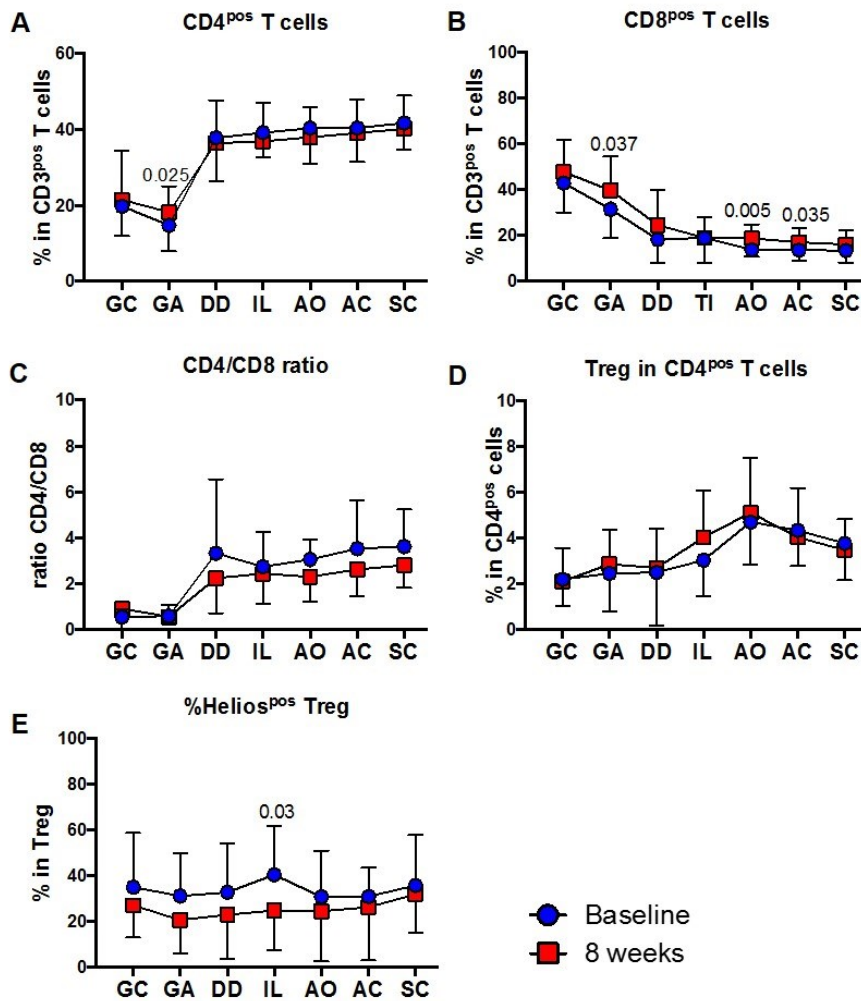 A
CD4pos T cells
% in CD3pos T cells
60
40
20
0
0.025
GC GA DD IL AO AC SC
B
CD8pos T cells
% in CD3pos T cells
100
80
60
40
20
0
0.037
0.005
0.035
GC GA DD TI AO AC SC
C
CD4/CD8 ratio
ratio CD4/CD8
10
8
6
4
2
0
GC GA DD IL AO AC SC
D
Treg in CD4pos T cells
% in CD4pos cells
10
8
6
4
2
0
GC GA DD IL AO AC SC
E
%Heliospos Treg
% in Treg
100
80
60
40
20
0
0.03
GC GA DD IL AO AC SC
Baseline
8 weeks